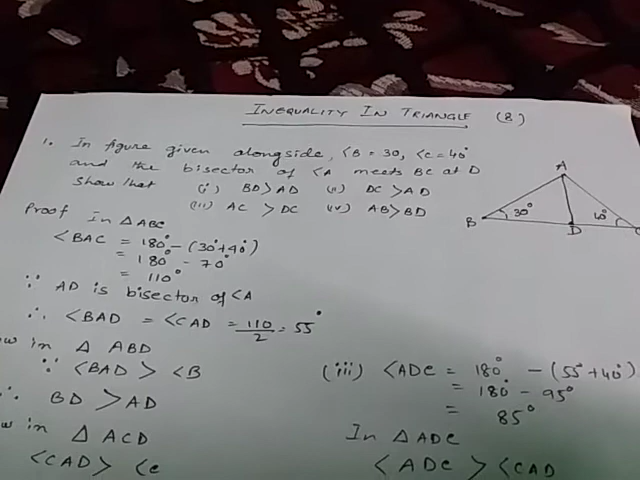 INEQUALITY IN TRIANGLE (8)
1. In figure given alongside, <B = 30, <C = 40°
and the bisector of <A meets BC at D
Show that (i) BD > AD (ii) DC > AD
(iii) AC > DC (iv) AB > BD
A
B 30° D 40° C
Proof In △ABC
<BAC = 180° - (30° + 40°)
= 180° - 70°
= 110°
∵ AD is bisector of <A
∴ <BAD = <CAD = 110/2 = 55°
w in △ ABD
∵ <BAD > <B
∴ BD > AD
w in △ ACD
<CAD > <C
(iii) <ADC = 180° - (55° + 40°)
= 180° - 95°
= 85°
In △ADC
<ADC > <CAD